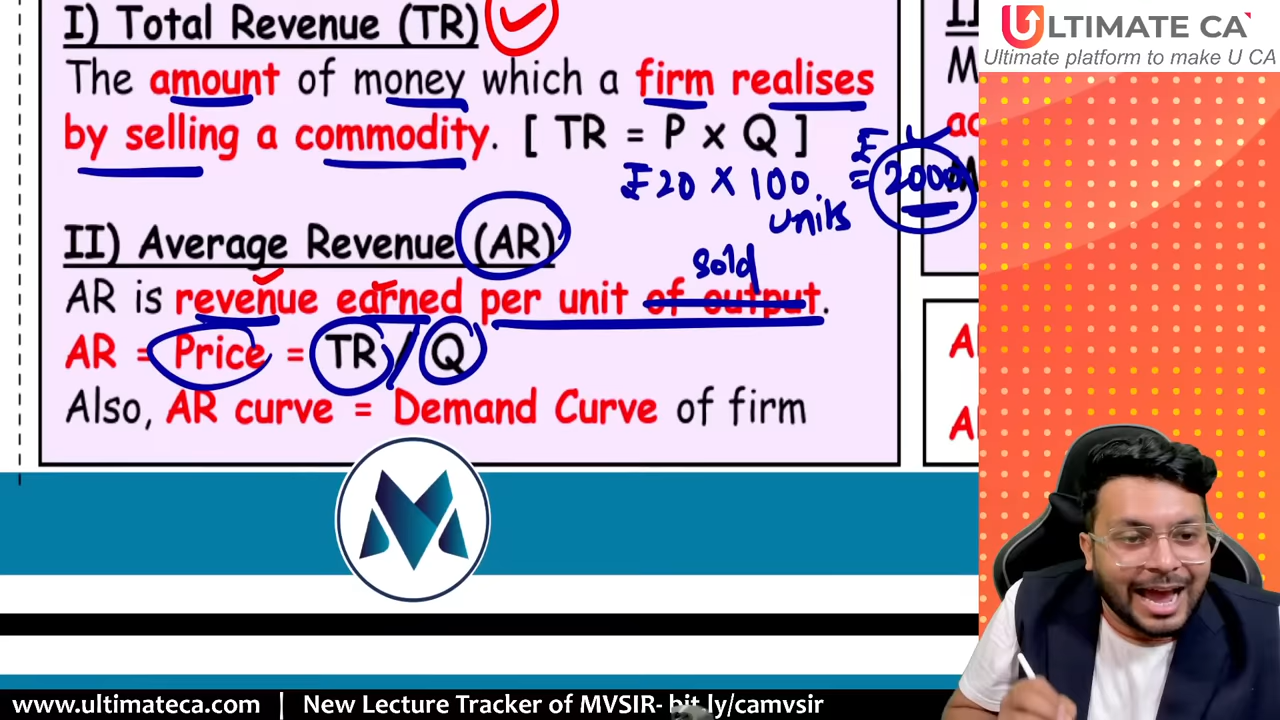 I) Total Revenue (TR)
The amount of money which a firm realises
by selling a commodity. [ TR = P x Q ]
₹20 x 100 = ₹2000
units
II) Average Revenue (AR)
sold
AR is revenue earned per unit of output.
AR = Price = TR / Q
Also, AR curve = Demand Curve of firm
ULTIMATE CA
Ultimate platform to make U CA
www.ultimateca.com | New Lecture Tracker of MVSIR- bit.ly/camvsir